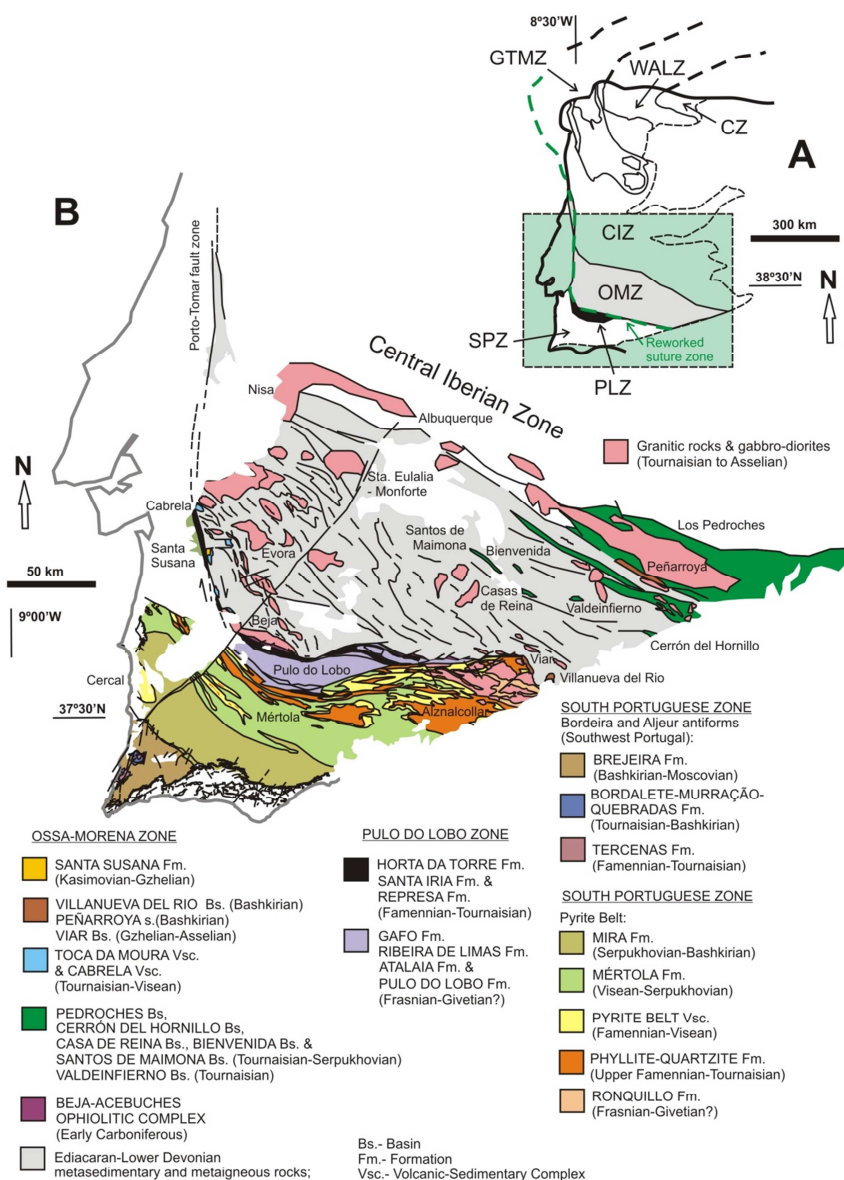 8º30'W
GTMZ
WALZ
CZ
A
B
300 km
CIZ
38º30'N
OMZ
N
SPZ
Reworked
suture zone
PLZ
Porto-Tomar fault zone
Central Iberian Zone
Nisa
Albuquerque
Granitic rocks & gabbro-diorites
(Tournaisian to Asselian)
N
Sta. Eulalia
- Monforte
Cabrela
Los Pedroches
Santos de
Maimona
Bienvenida
Santa
Susana
Evora
Peñarroya
50 km
Casas
de Reina
Valdeinfierno
9º00'W
Beja
Cerrón del Hornillo
Viar
Pulo do Lobo
Villanueva del Rio
Cercal
37º30'N
Mértola
Alznalcolla
SOUTH PORTUGUESE ZONE
Bordeira and Aljeur antiforms
(Southwest Portugal):
BREJEIRA Fm.
(Bashkirian-Moscovian)
BORDALETE-MURRAÇÃO-
QUEBRADAS Fm.
(Tournaisian-Bashkirian)
TERCENAS Fm.
(Famennian-Tournaisian)
OSSA-MORENA ZONE
SANTA SUSANA Fm.
(Kasimovian-Gzhelian)
VILLANUEVA DEL RIO Bs. (Bashkirian)
PEÑARROYA s.(Bashkirian)
VIAR Bs. (Gzhelian-Asselian)
TOCA DA MOURA Vsc.
& CABRELA Vsc.
(Tournaisian-Visean)
PEDROCHES Bs,
CERRÓN DEL HORNILLO Bs,
CASA DE REINA Bs., BIENVENIDA Bs. &
SANTOS DE MAIMONA Bs. (Tournaisian-Serpukhovian)
VALDEINFIERNO Bs. (Tournaisian)
BEJA-ACEBUCHES
OPHIOLITIC COMPLEX
(Early Carboniferous)
Ediacaran-Lower Devonian
metasedimentary and metaigneous rocks;
PULO DO LOBO ZONE
HORTA DA TORRE Fm.
SANTA IRIA Fm. &
REPRESA Fm.
(Famennian-Tournaisian)
GAFO Fm.
RIBEIRA DE LIMAS Fm.
ATALAIA Fm. &
PULO DO LOBO Fm.
(Frasnian-Givetian?)
Bs.- Basin
Fm.- Formation
Vsc.- Volcanic-Sedimentary Complex
SOUTH PORTUGUESE ZONE
Pyrite Belt:
MIRA Fm.
(Serpukhovian-Bashkirian)
MÉRTOLA Fm.
(Visean-Serpukhovian)
PYRITE BELT Vsc.
(Famennian-Visean)
PHYLLITE-QUARTZITE Fm.
(Upper Famennian-Tournaisian)
RONQUILLO Fm.
(Frasnian-Givetian?)